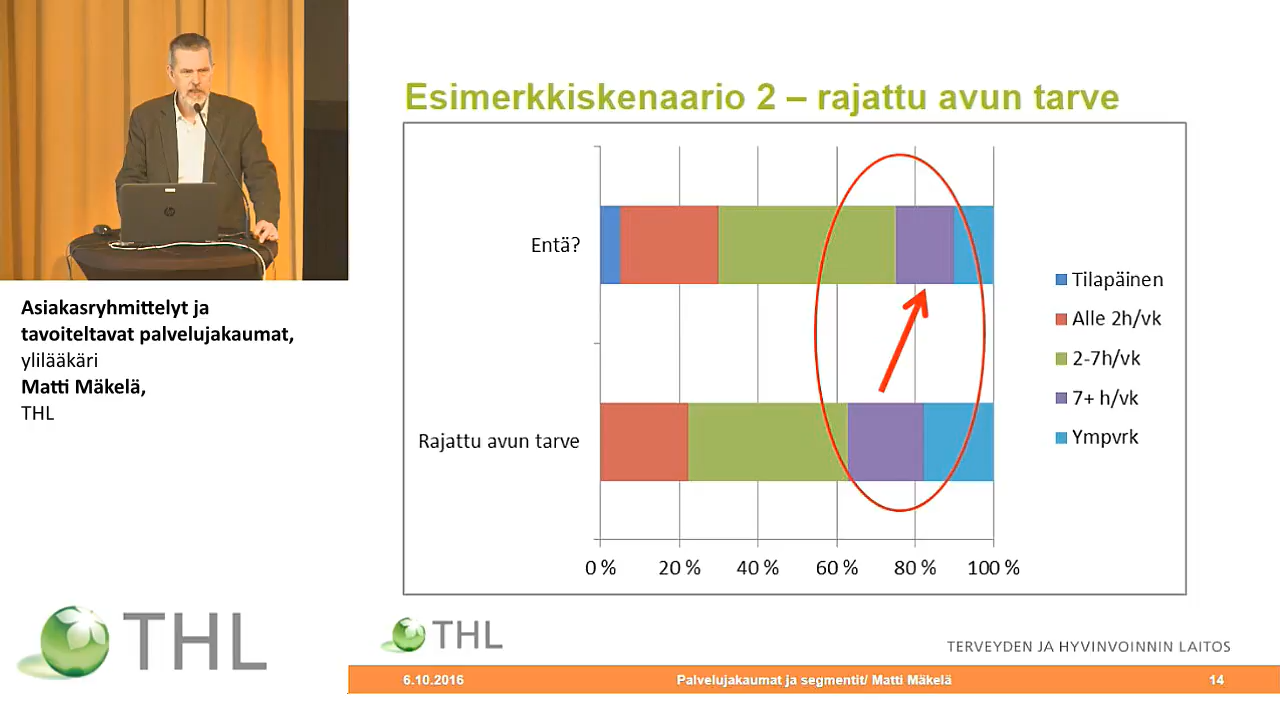 Esimerkkiskenaario 2 – rajattu avun tarve
Entä?
Rajattu avun tarve
0 %
20 %
40 %
60 %
80 %
100 %
Tilapäinen
Alle 2h/vk
2-7h/vk
7+ h/vk
Ympvrk
Asiakasryhmittelyt ja
tavoiteltavat palvelujakaumat,
ylilääkäri
Matti Mäkelä,
THL
THL
THL
TERVEYDEN JA HYVINVOINNIN LAITOS
6.10.2016
Palvelujakaumat ja segmentit/ Matti Mäkelä
14